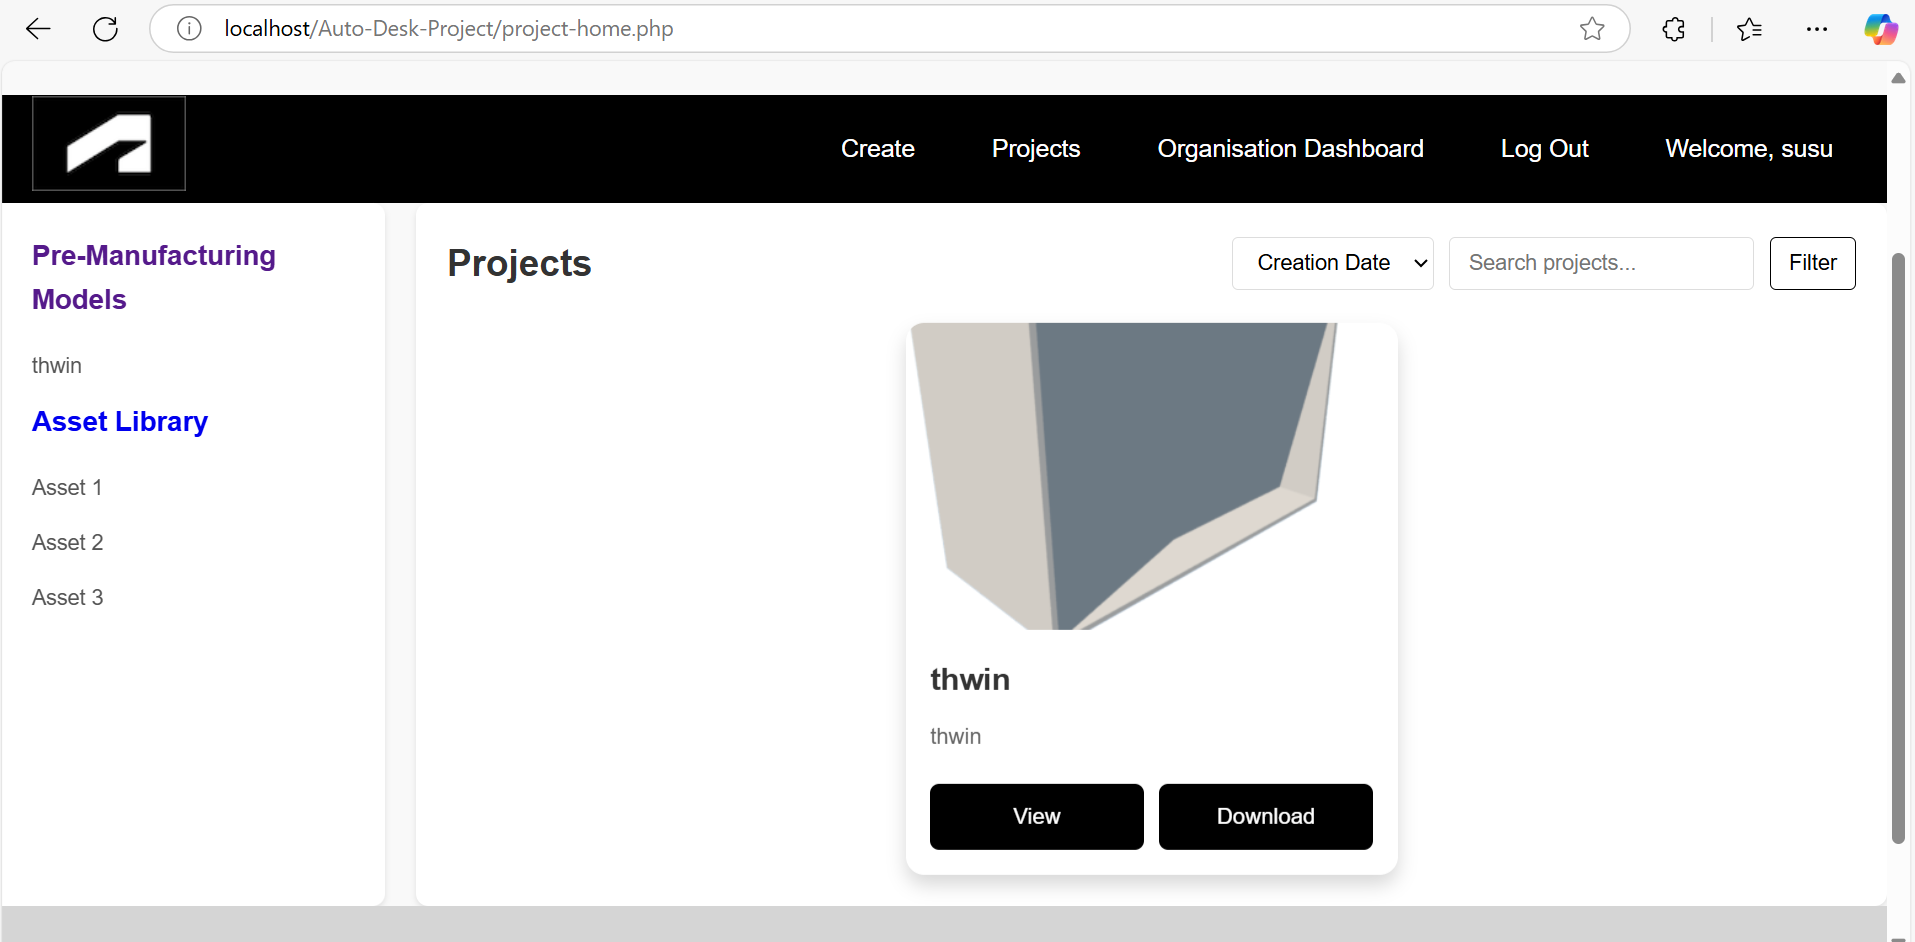 localhost/Auto-Desk-Project/project-home.php
Create
Projects
Organisation Dashboard
Log Out
Welcome, susu
Pre-Manufacturing
Models
thwin
Asset Library
Asset 1
Asset 2
Asset 3
Projects
Creation Date
Search projects...
Filter
thwin
thwin
View
Download